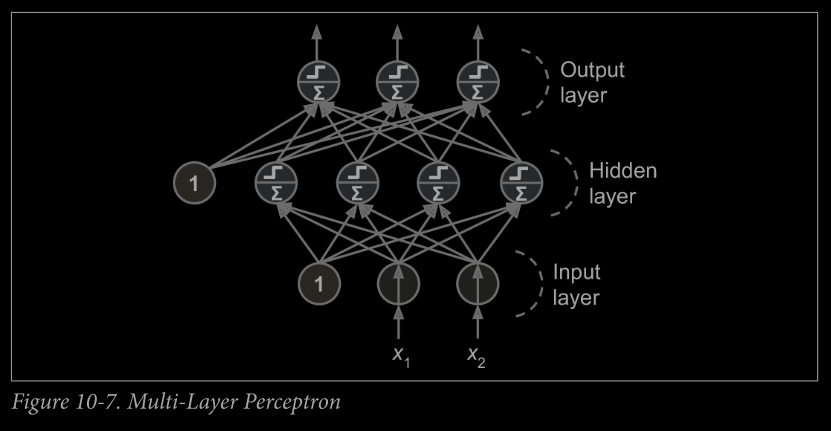 Σ Σ Σ
Output
layer
1 Σ Σ Σ Σ
Hidden
layer
1
Input
layer
x1 x2
Figure 10-7. Multi-Layer Perceptron